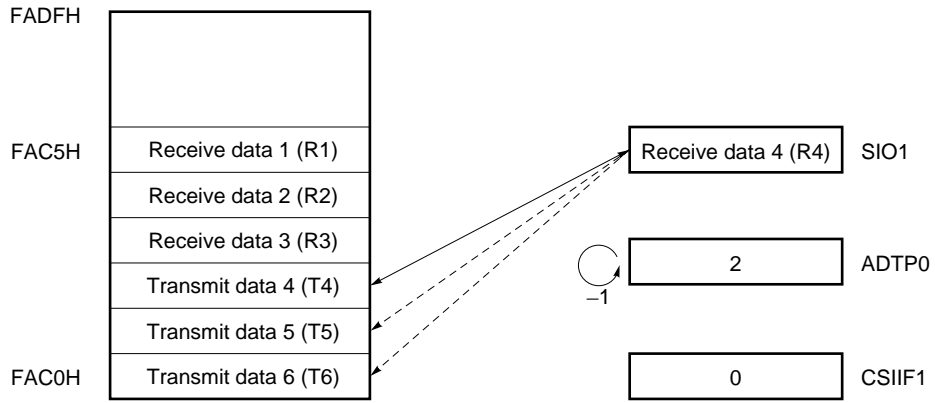 FADFH
FAC5H Receive data 1 (R1) Receive data 4 (R4) SIO1
Receive data 2 (R2)
Receive data 3 (R3) 2 ADTP0
Transmit data 4 (T4) –1
Transmit data 5 (T5)
FAC0H Transmit data 6 (T6) 0 CSIIF1